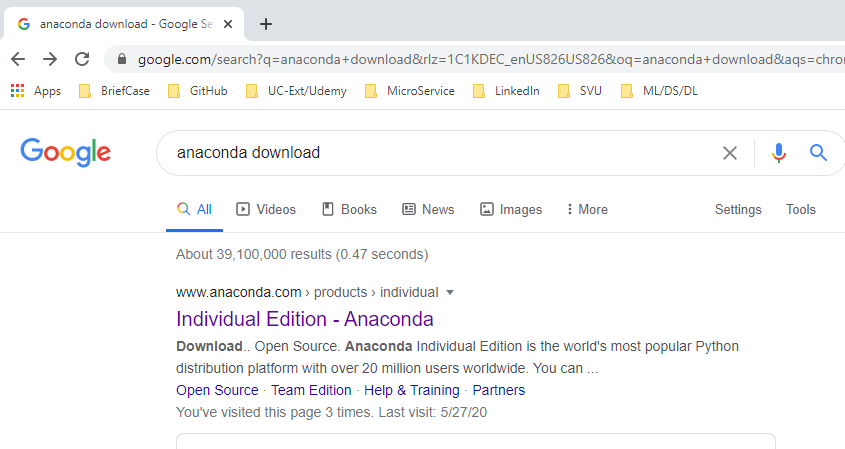 anaconda download - Google Se
google.com/search?q=anaconda+download&rlz=1C1KDEC_enUS826US826&oq=anaconda+download&aqs=chro
Apps BriefCase GitHub UC-Ext/Udemy MicroService LinkedIn SVU ML/DS/DL
Google anaconda download
All Videos Books News Images More Settings Tools
About 39,100,000 results (0.47 seconds)
www.anaconda.com › products › individual
Individual Edition - Anaconda
Download.. Open Source. Anaconda Individual Edition is the world's most popular Python
distribution platform with over 20 million users worldwide. You can ...
Open Source · Team Edition · Help & Training · Partners
You've visited this page 3 times. Last visit: 5/27/20